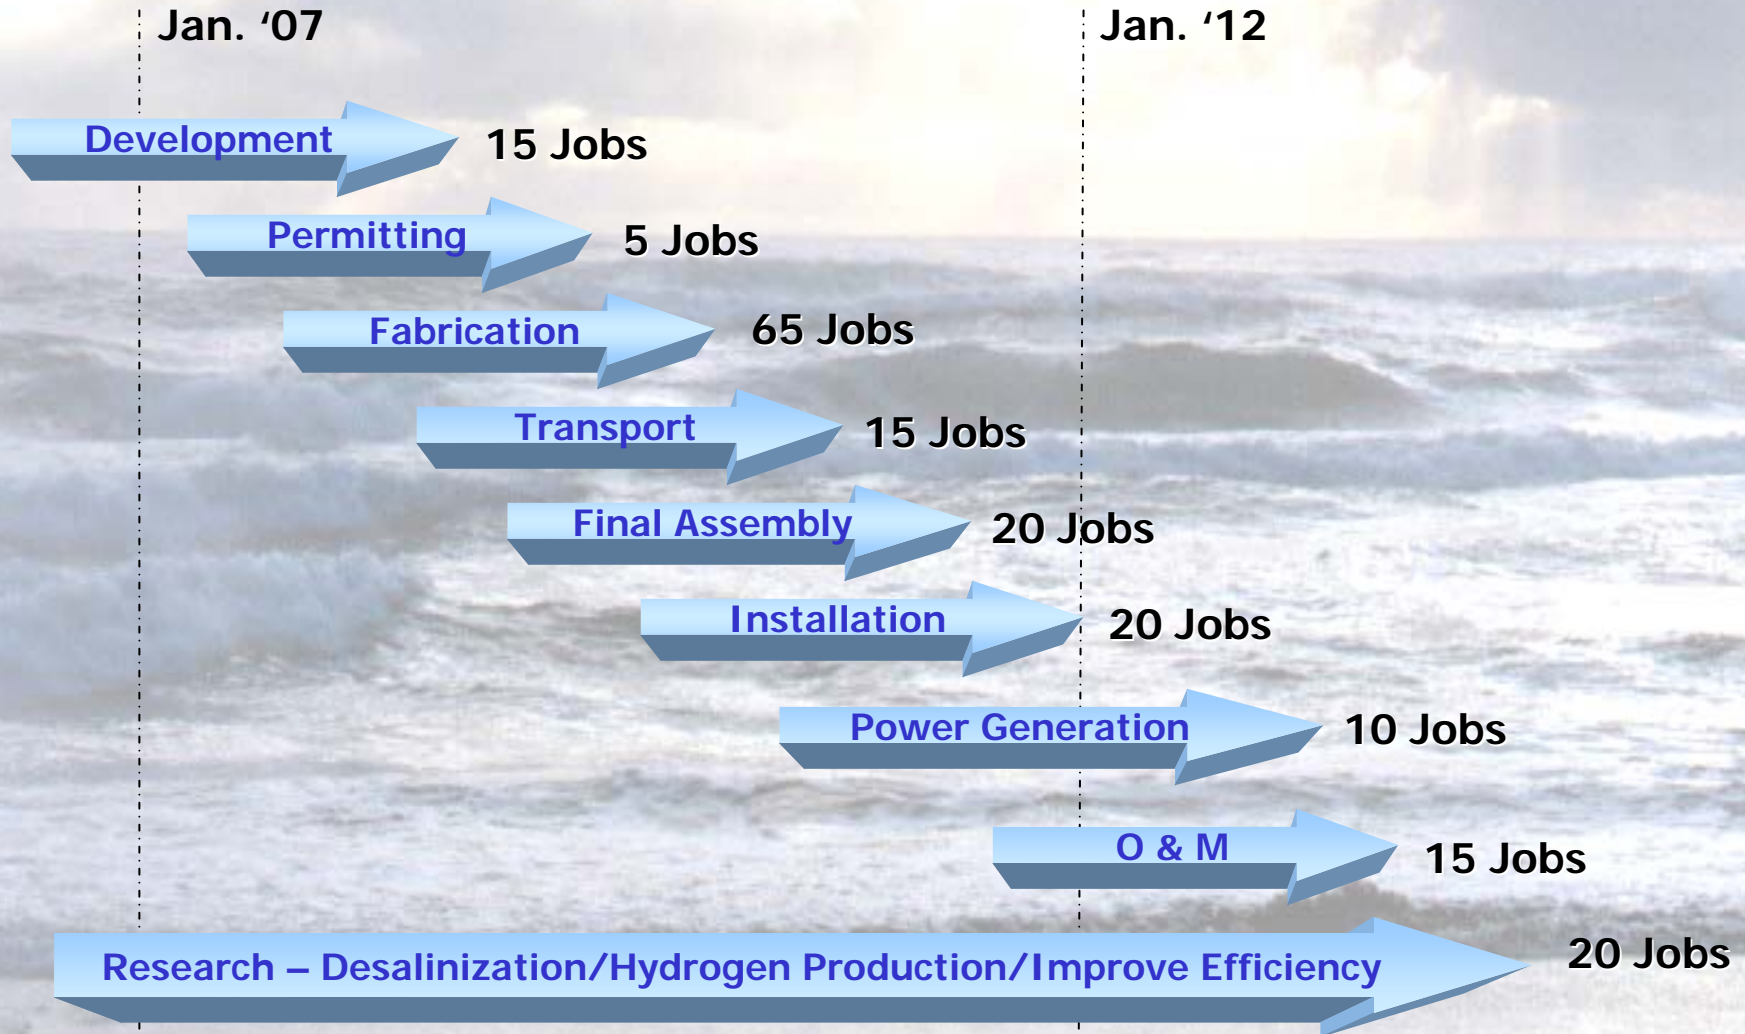 Jan. ‘07
Jan. ‘12
Development
15 Jobs
Permitting
5 Jobs
Fabrication
65 Jobs
Transport
15 Jobs
Final Assembly
20 Jobs
Installation
20 Jobs
Power Generation
10 Jobs
O & M
15 Jobs
Research – Desalinization/Hydrogen Production/Improve Efficiency
20 Jobs